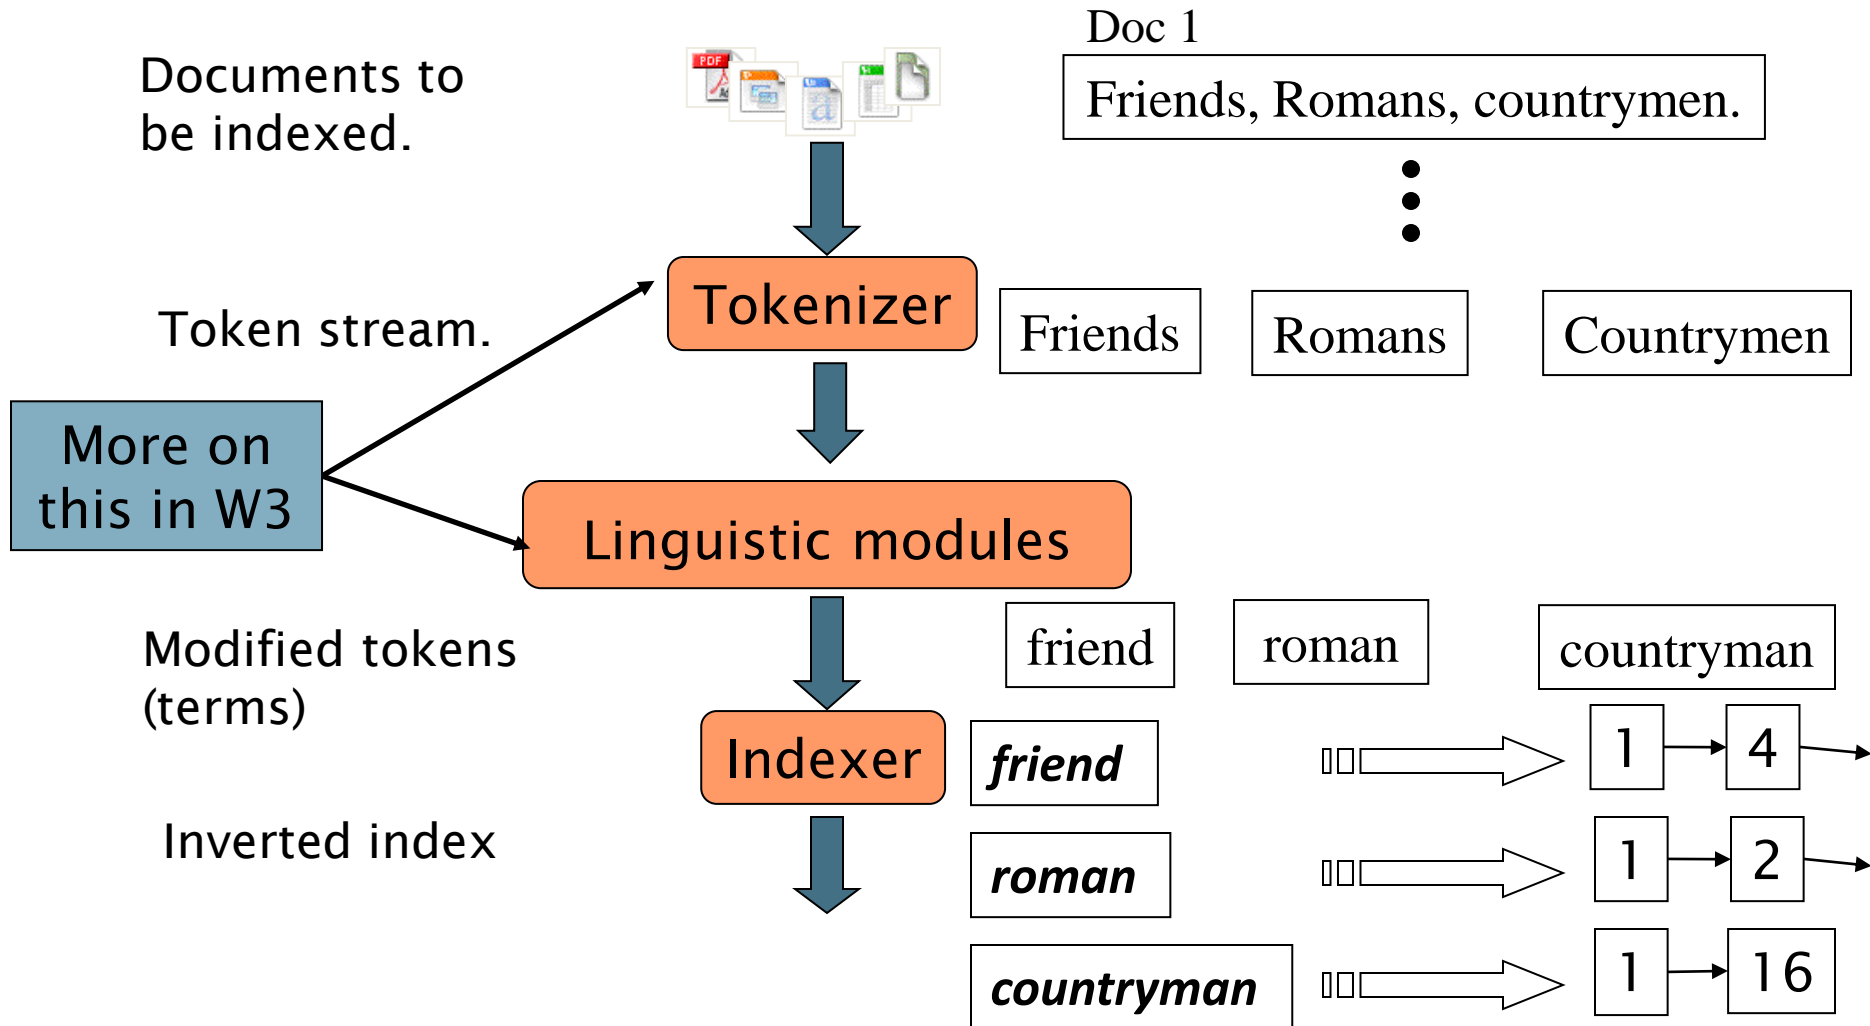 Doc 1
Documents to
be indexed.
PDF
Friends, Romans, countrymen.
Tokenizer
Token stream.
Friends
Romans
Countrymen
More on
this in W3
Linguistic modules
Modified tokens
(terms)
friend
roman
countryman
Indexer
friend
1
4
Inverted index
roman
1
2
countryman
1
16